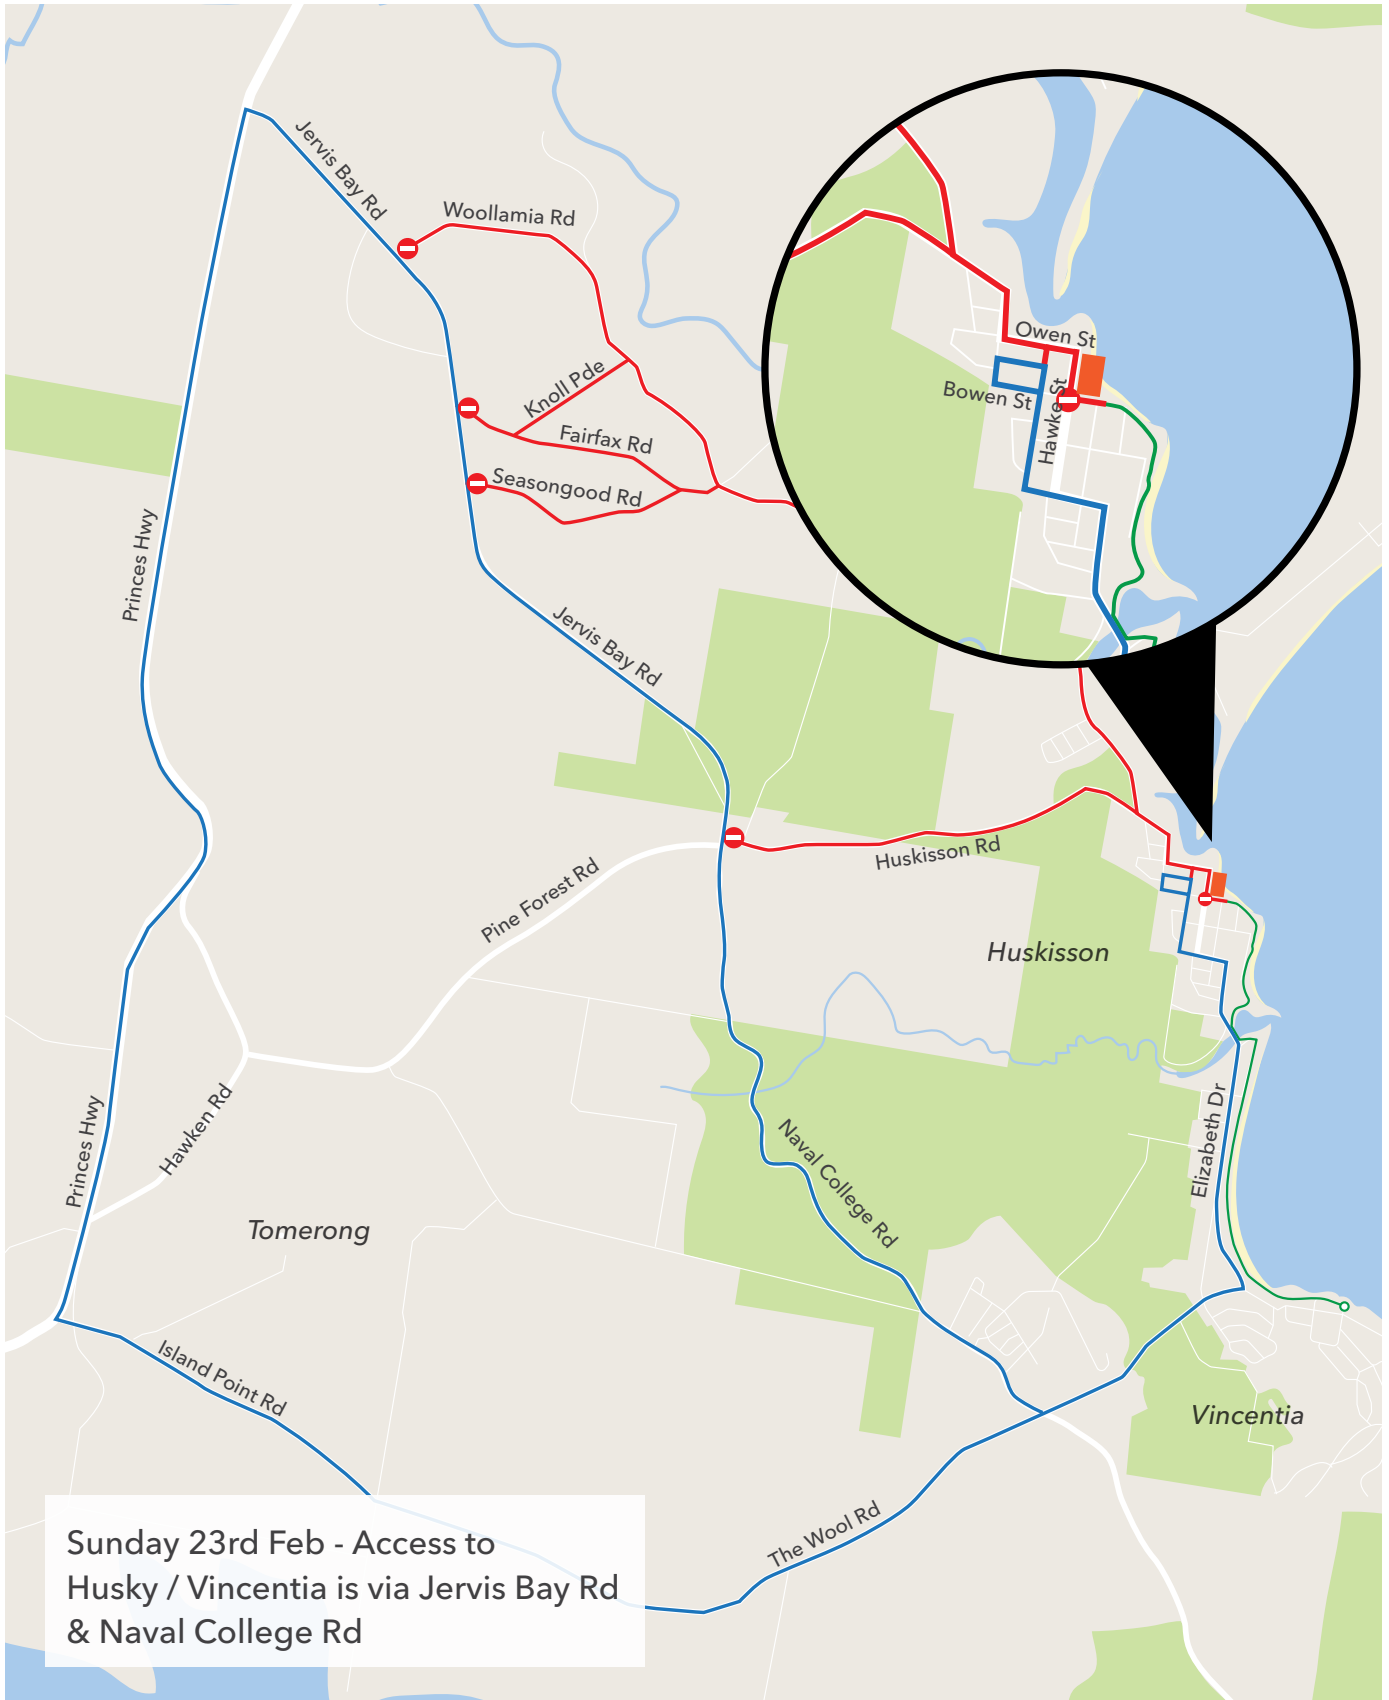 Jervis Bay Rd
Woollamia Rd
Owen St
Knoll Pde
Bowen St
Hawke St
Fairfax Rd
Seasongood Rd
Princes Hwy
Jervis Bay Rd
Huskisson Rd
Pine Forest Rd
Huskisson
Hawken Rd
Princes Hwy
Elizabeth Dr
Naval College Rd
Tomerong
Island Point Rd
Vincentia
The Wool Rd
Sunday 23rd Feb - Access to
Husky / Vincentia is via Jervis Bay Rd
& Naval College Rd